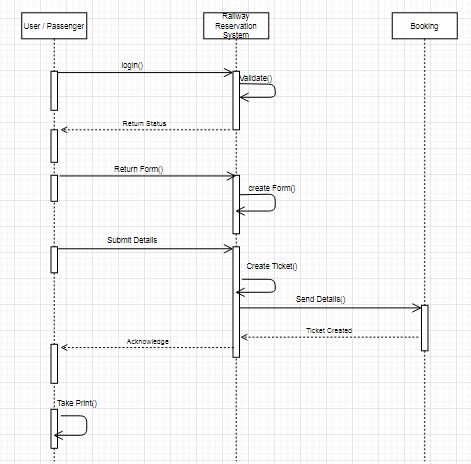 User / Passenger
Railway
Reservation
System
Booking
login()
Validate()
Return Status
Return Form()
create Form()
Submit Details
Create Ticket()
Send Details()
Ticket Created
Acknowledge
Take Print()